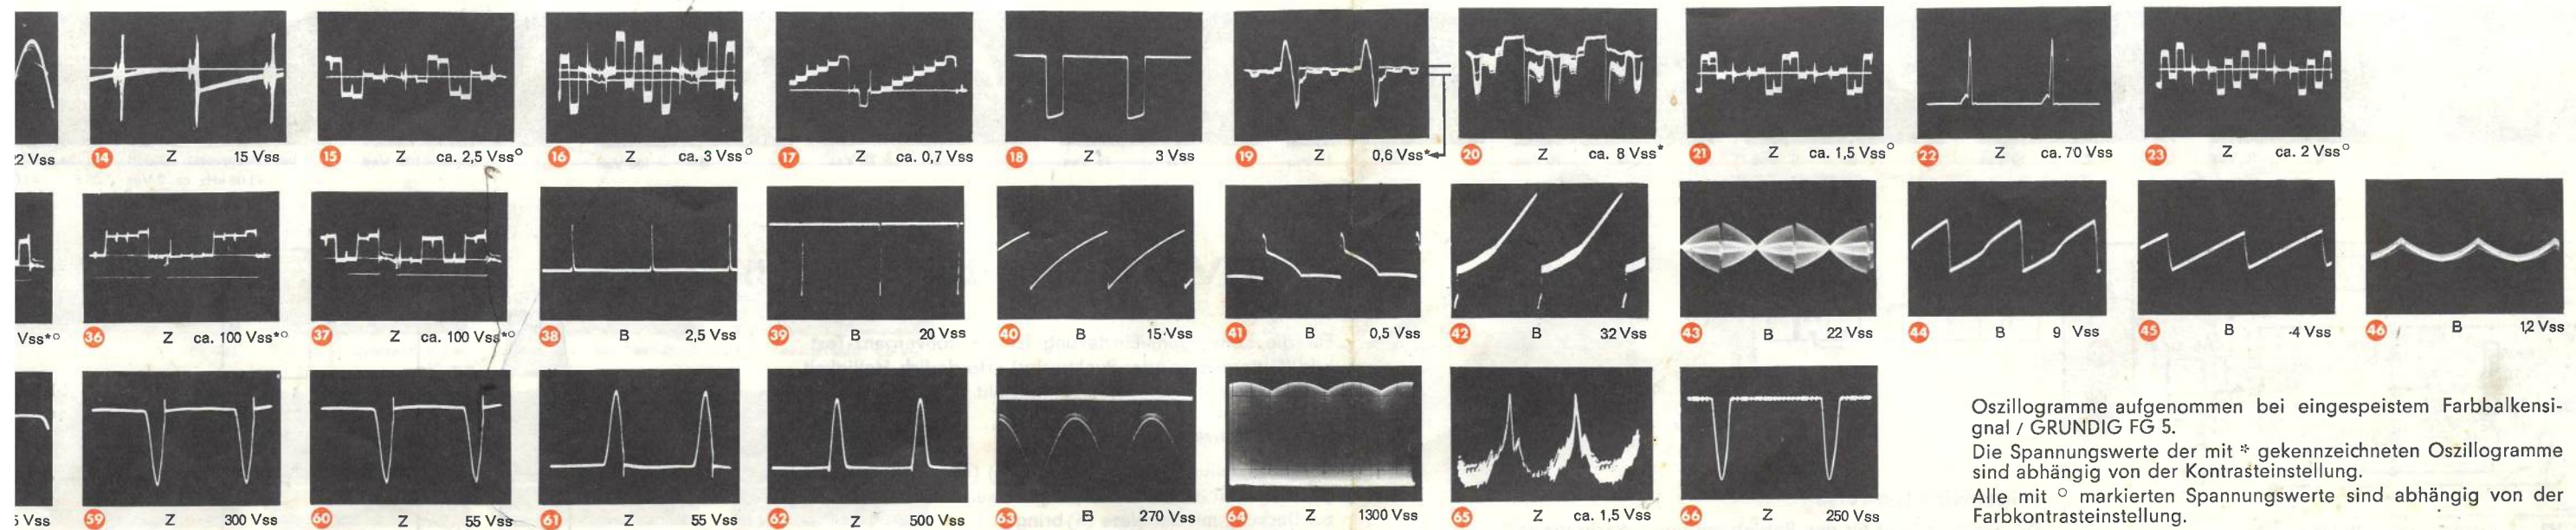 2 Vss 14 Z 15 Vss 15 Z ca. 2,5 Vss° 16 Z ca. 3 Vss° 17 Z ca. 0,7 Vss 18 Z 3 Vss 19 Z 0,6 Vss* 20 Z ca. 8 Vss* 21 Z ca. 1,5 Vss° 22 Z ca. 70 Vss 23 Z ca. 2 Vss°
Vss*° 36 Z ca. 100 Vss*° 37 Z ca. 100 Vss*° 38 B 2,5 Vss 39 B 20 Vss 40 B 15 Vss 41 B 0,5 Vss 42 B 32 Vss 43 B 22 Vss 44 B 9 Vss 45 B 4 Vss 46 B 1,2 Vss
5 Vss 59 Z 300 Vss 60 Z 55 Vss 61 Z 55 Vss 62 Z 500 Vss 63 B 270 Vss 64 Z 1300 Vss 65 Z ca. 1,5 Vss 66 Z 250 Vss
Oszillogramme aufgenommen bei eingespeistem Farbbalkensi-
gnal / GRUNDIG FG 5.
Die Spannungswerte der mit * gekennzeichneten Oszillogramme
sind abhängig von der Kontrasteinstellung.
Alle mit ° markierten Spannungswerte sind abhängig von der
Farbkontrasteinstellung.